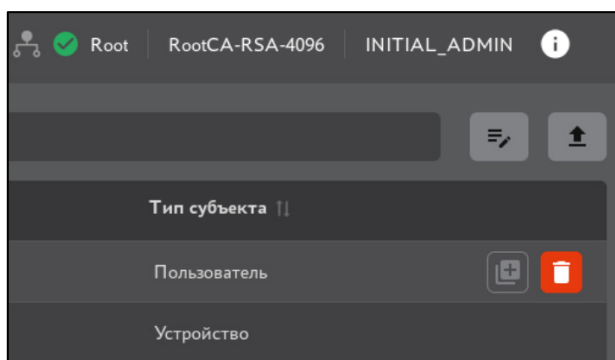 Root RootCA-RSA-4096 INITIAL_ADMIN
Тип субъекта
Пользователь
Устройство